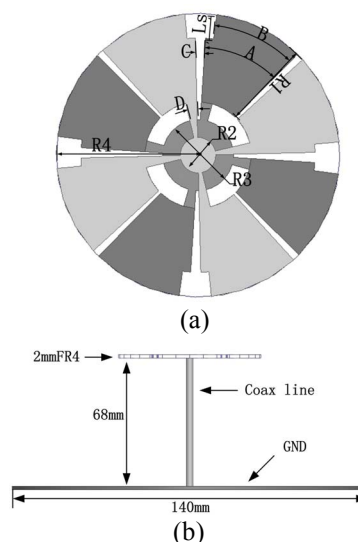 Ls
B
C
A
R1
D
R2
R4
R3
(a)
2mmFR4
Coax line
68mm
GND
140mm
(b)